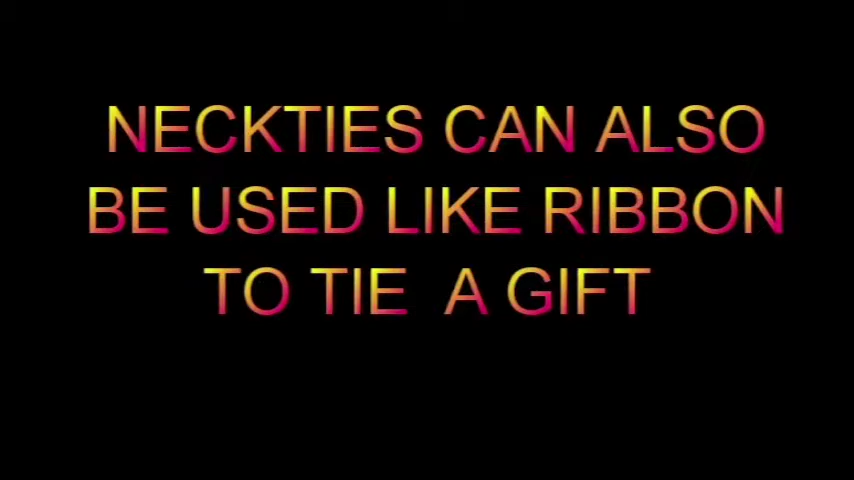 NECKTIES CAN ALSO
BE USED LIKE RIBBON
TO TIE  A GIFT